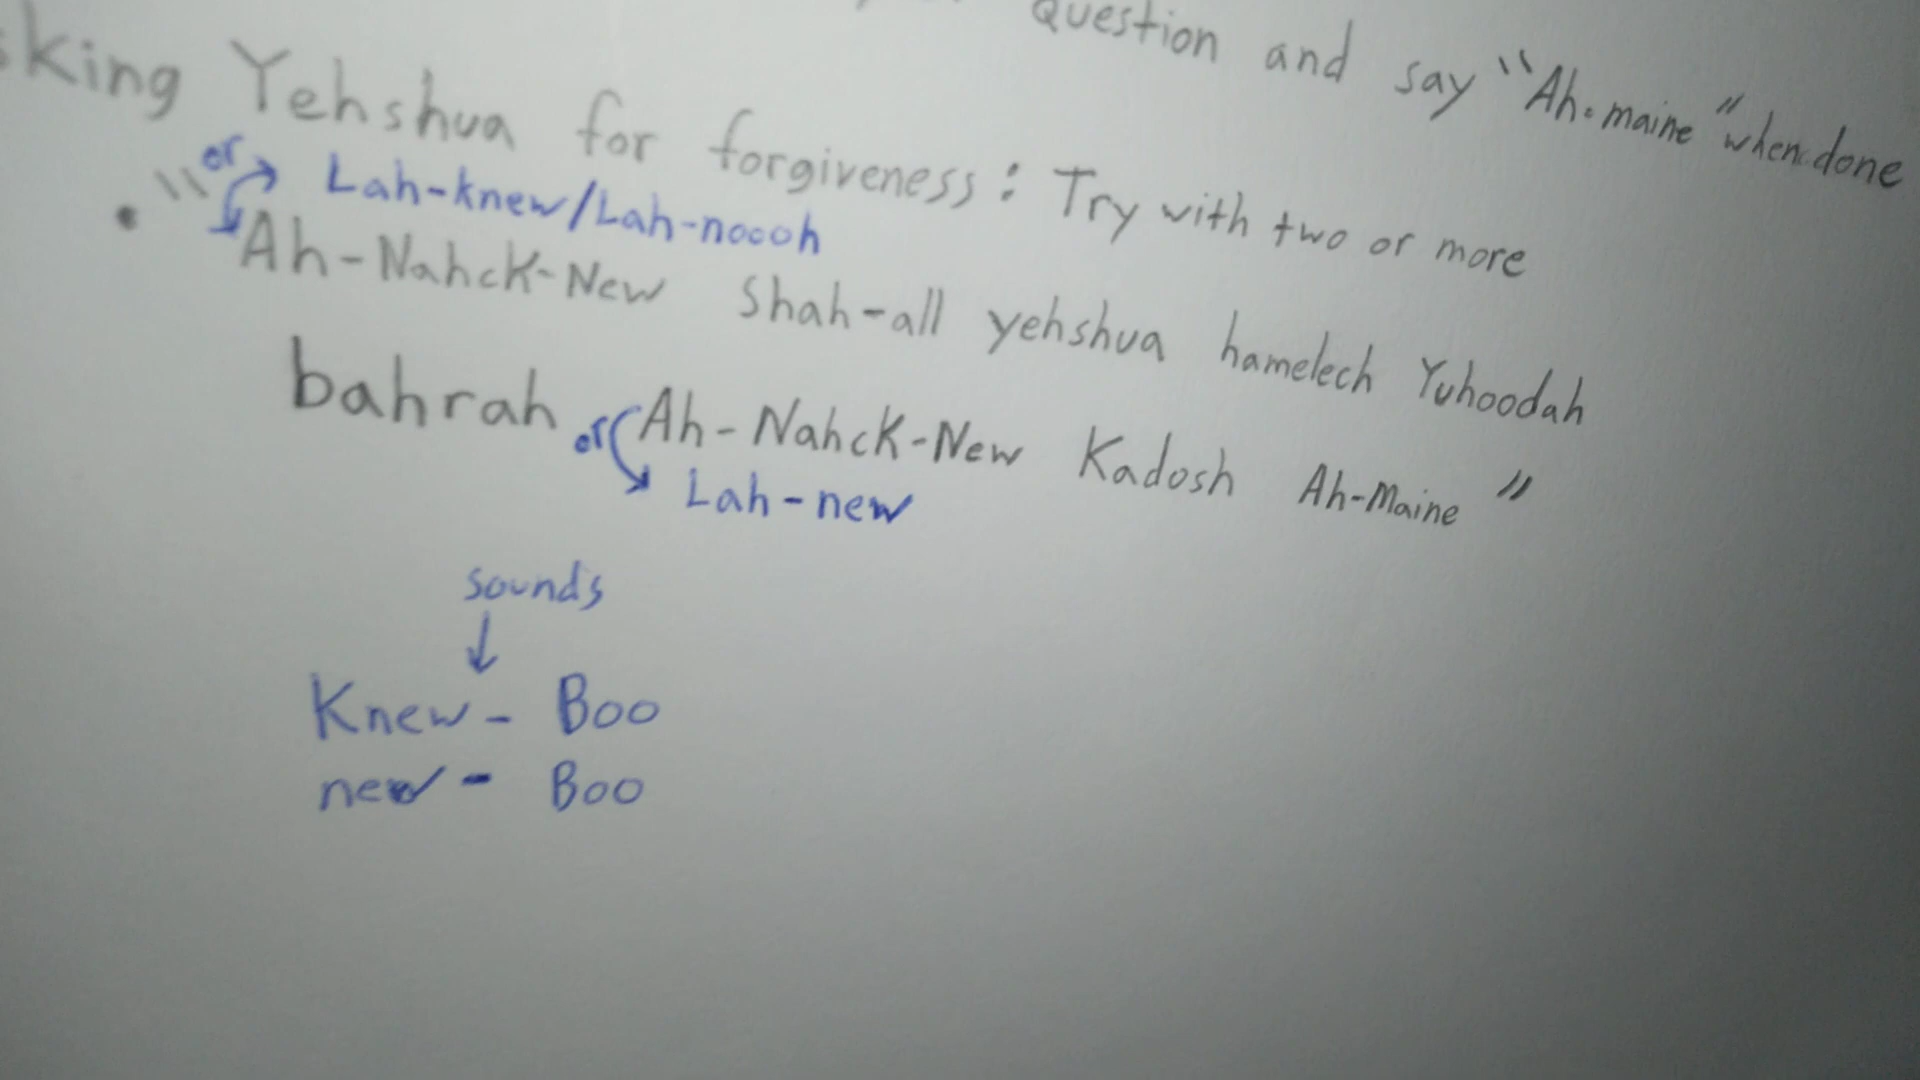 Question and say "Ah-maine" when done
king Yehshua for forgiveness: Try with two or more
or Lah-knew/Lah-nocoh
• "Ah-Nahck-New Shah-all yehshua hamelech Yuhoodah
bahrah or Ah-Nahck-New Kadosh Ah-Maine"
Lah-new
sounds
Knew - Boo
new - Boo